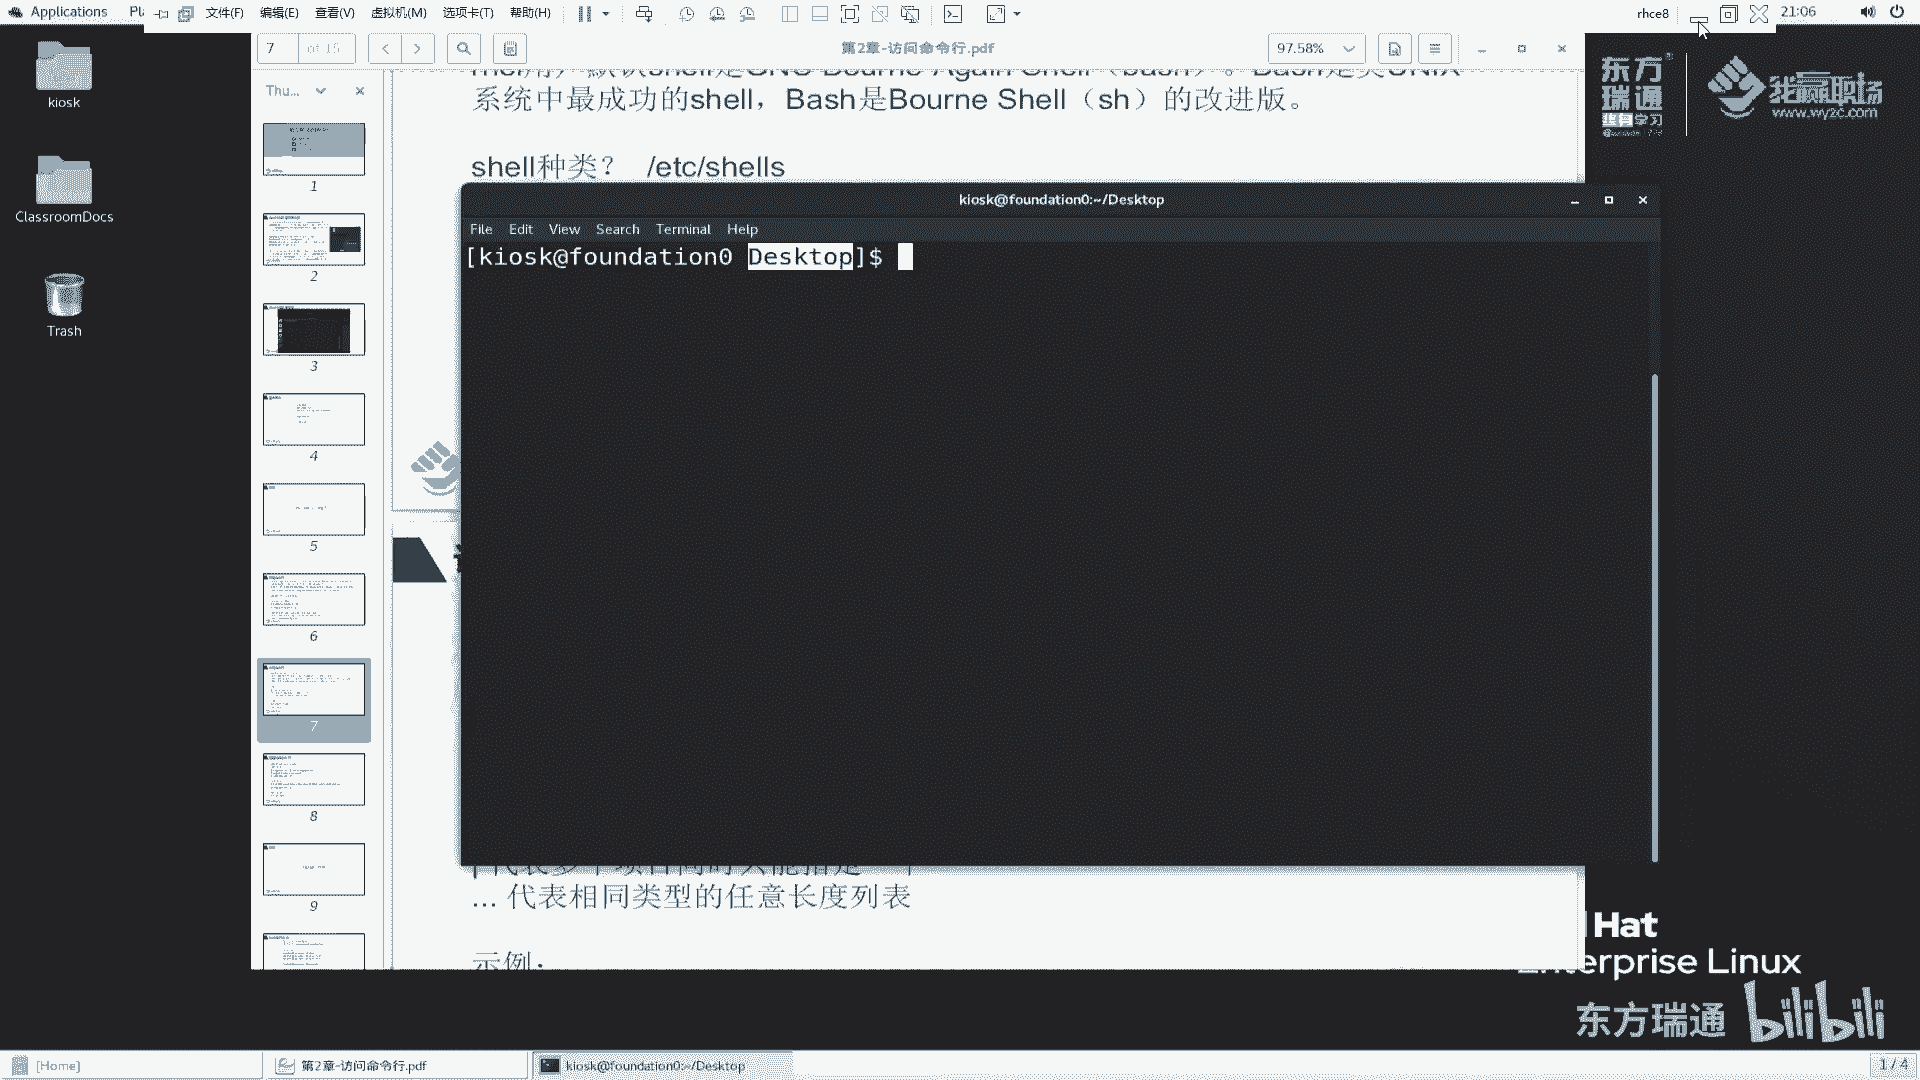 Applications
文件(F) 编辑(E) 查看(V) 虚拟机(M) 选项卡(T) 帮助(H)
rhce8
21:06
7 of 15
第2章-访问命令行.pdf
97.58%
kiosk
ClassroomDocs
Trash
Thu...
1
2
3
4
5
6
7
8
9
系统中最成功的shell，Bash是Bourne Shell（sh）的改进版。
shell种类？ /etc/shells
kiosk@foundation0:~/Desktop
File Edit View Search Terminal Help
[kiosk@foundation0 Desktop]$
... 代表相同类型的任意长度列表
示例：
东方
瑞通
终身学习
我赢职场
www.wy2c.com
Hat
Enterprise Linux
东方瑞通 bilibili
[Home]
第2章-访问命令行.pdf
kiosk@foundation0:~/Desktop
1 / 4